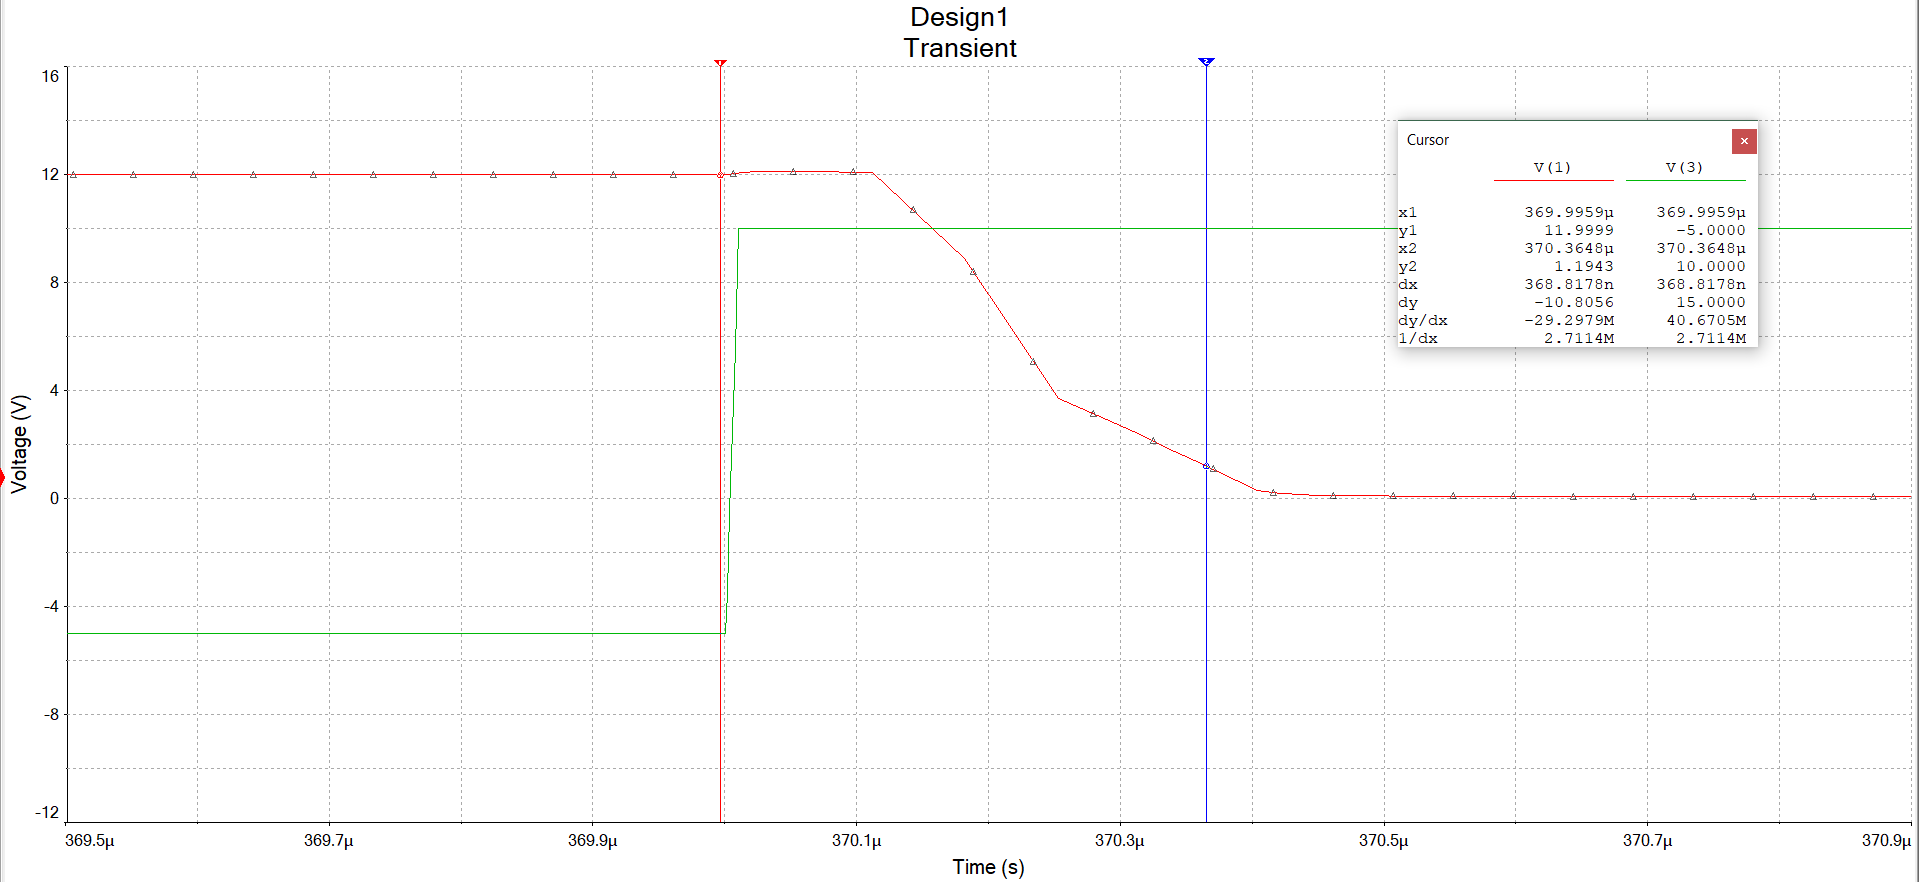 Design1
Transient
16
12
8
4
0
-4
-8
-12
Voltage (V)
369.5µ 369.7µ 369.9µ 370.1µ 370.3µ 370.5µ 370.7µ 370.9µ
Time (s)
Cursor
V(1) V(3)
x1 369.9959µ 369.9959µ
y1 11.9999 -5.0000
x2 370.3648µ 370.3648µ
y2 1.1943 10.0000
dx 368.8178n 368.8178n
dy -10.8056 15.0000
dy/dx -29.2979M 40.6705M
1/dx 2.7114M 2.7114M